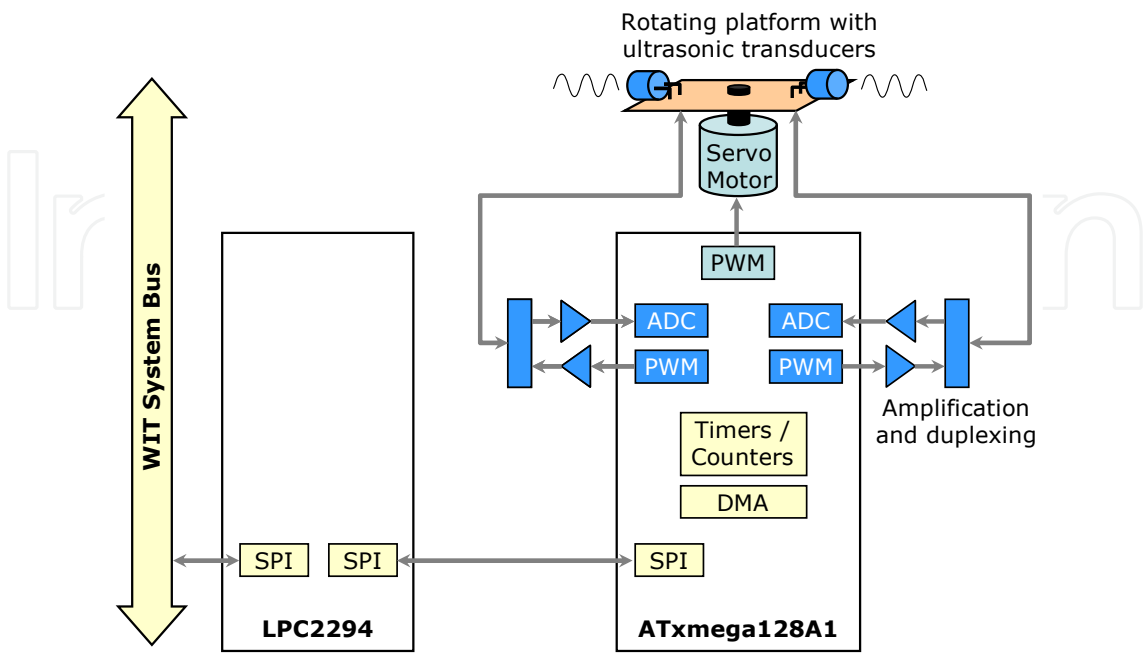 Rotating platform with
ultrasonic transducers
Servo
Motor
WIT System Bus
PWM
ADC
ADC
PWM
PWM
Amplification
and duplexing
Timers /
Counters
DMA
SPI
SPI
SPI
LPC2294
ATxmega128A1